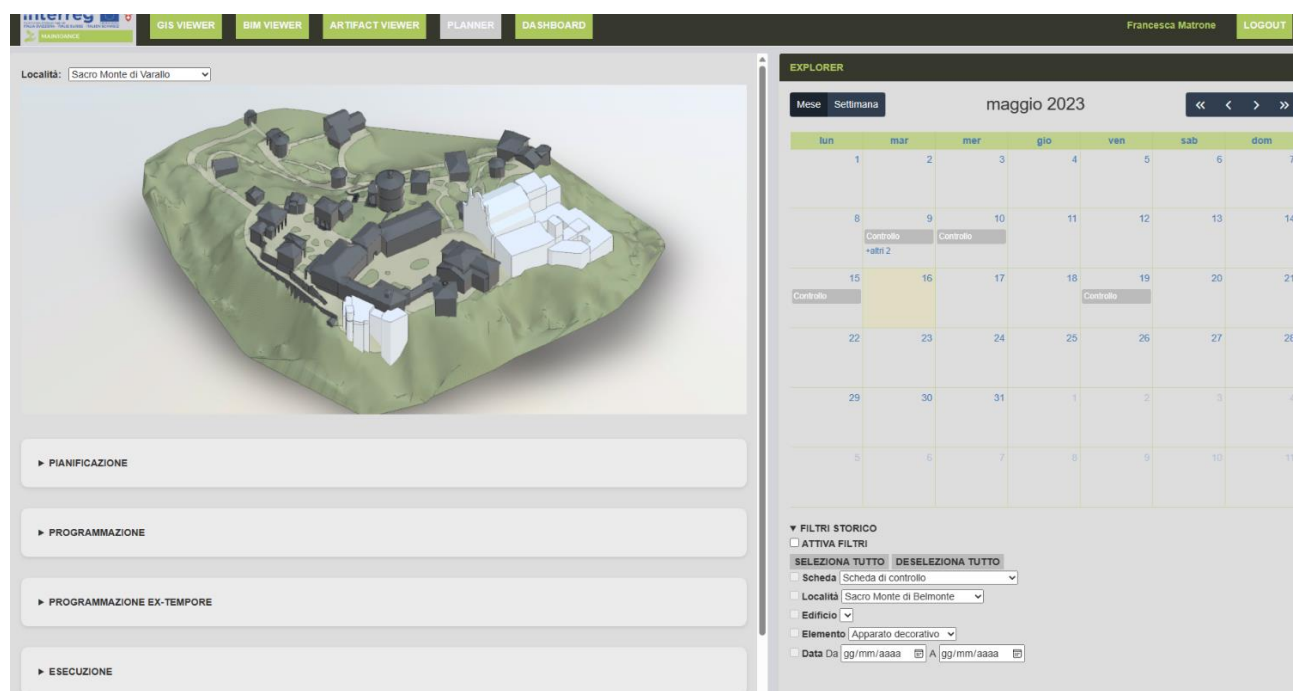 Interreg
MAIN10ANCE
GIS VIEWER BIM VIEWER ARTIFACT VIEWER PLANNER DASHBOARD Francesca Matrone LOGOUT
Località: Sacro Monte di Varallo
► PIANIFICAZIONE
► PROGRAMMAZIONE
► PROGRAMMAZIONE EX-TEMPORE
► ESECUZIONE
EXPLORER
Mese Settimana maggio 2023 « < > »
lun mar mer gio ven sab dom
1 2 3 4 5 6 7
8 9 10 11 12 13 14
Controllo Controllo
+altri 2
15 16 17 18 19 20 21
Controllo Controllo
22 23 24 25 26 27 28
29 30 31 1 2 3 4
5 6 7 8 9 10 11
▼ FILTRI STORICO
ATTIVA FILTRI
SELEZIONA TUTTO DESELEZIONA TUTTO
Scheda Scheda di controllo
Località Sacro Monte di Belmonte
Edificio
Elemento Apparato decorativo
Data Da gg/mm/aaaa A gg/mm/aaaa